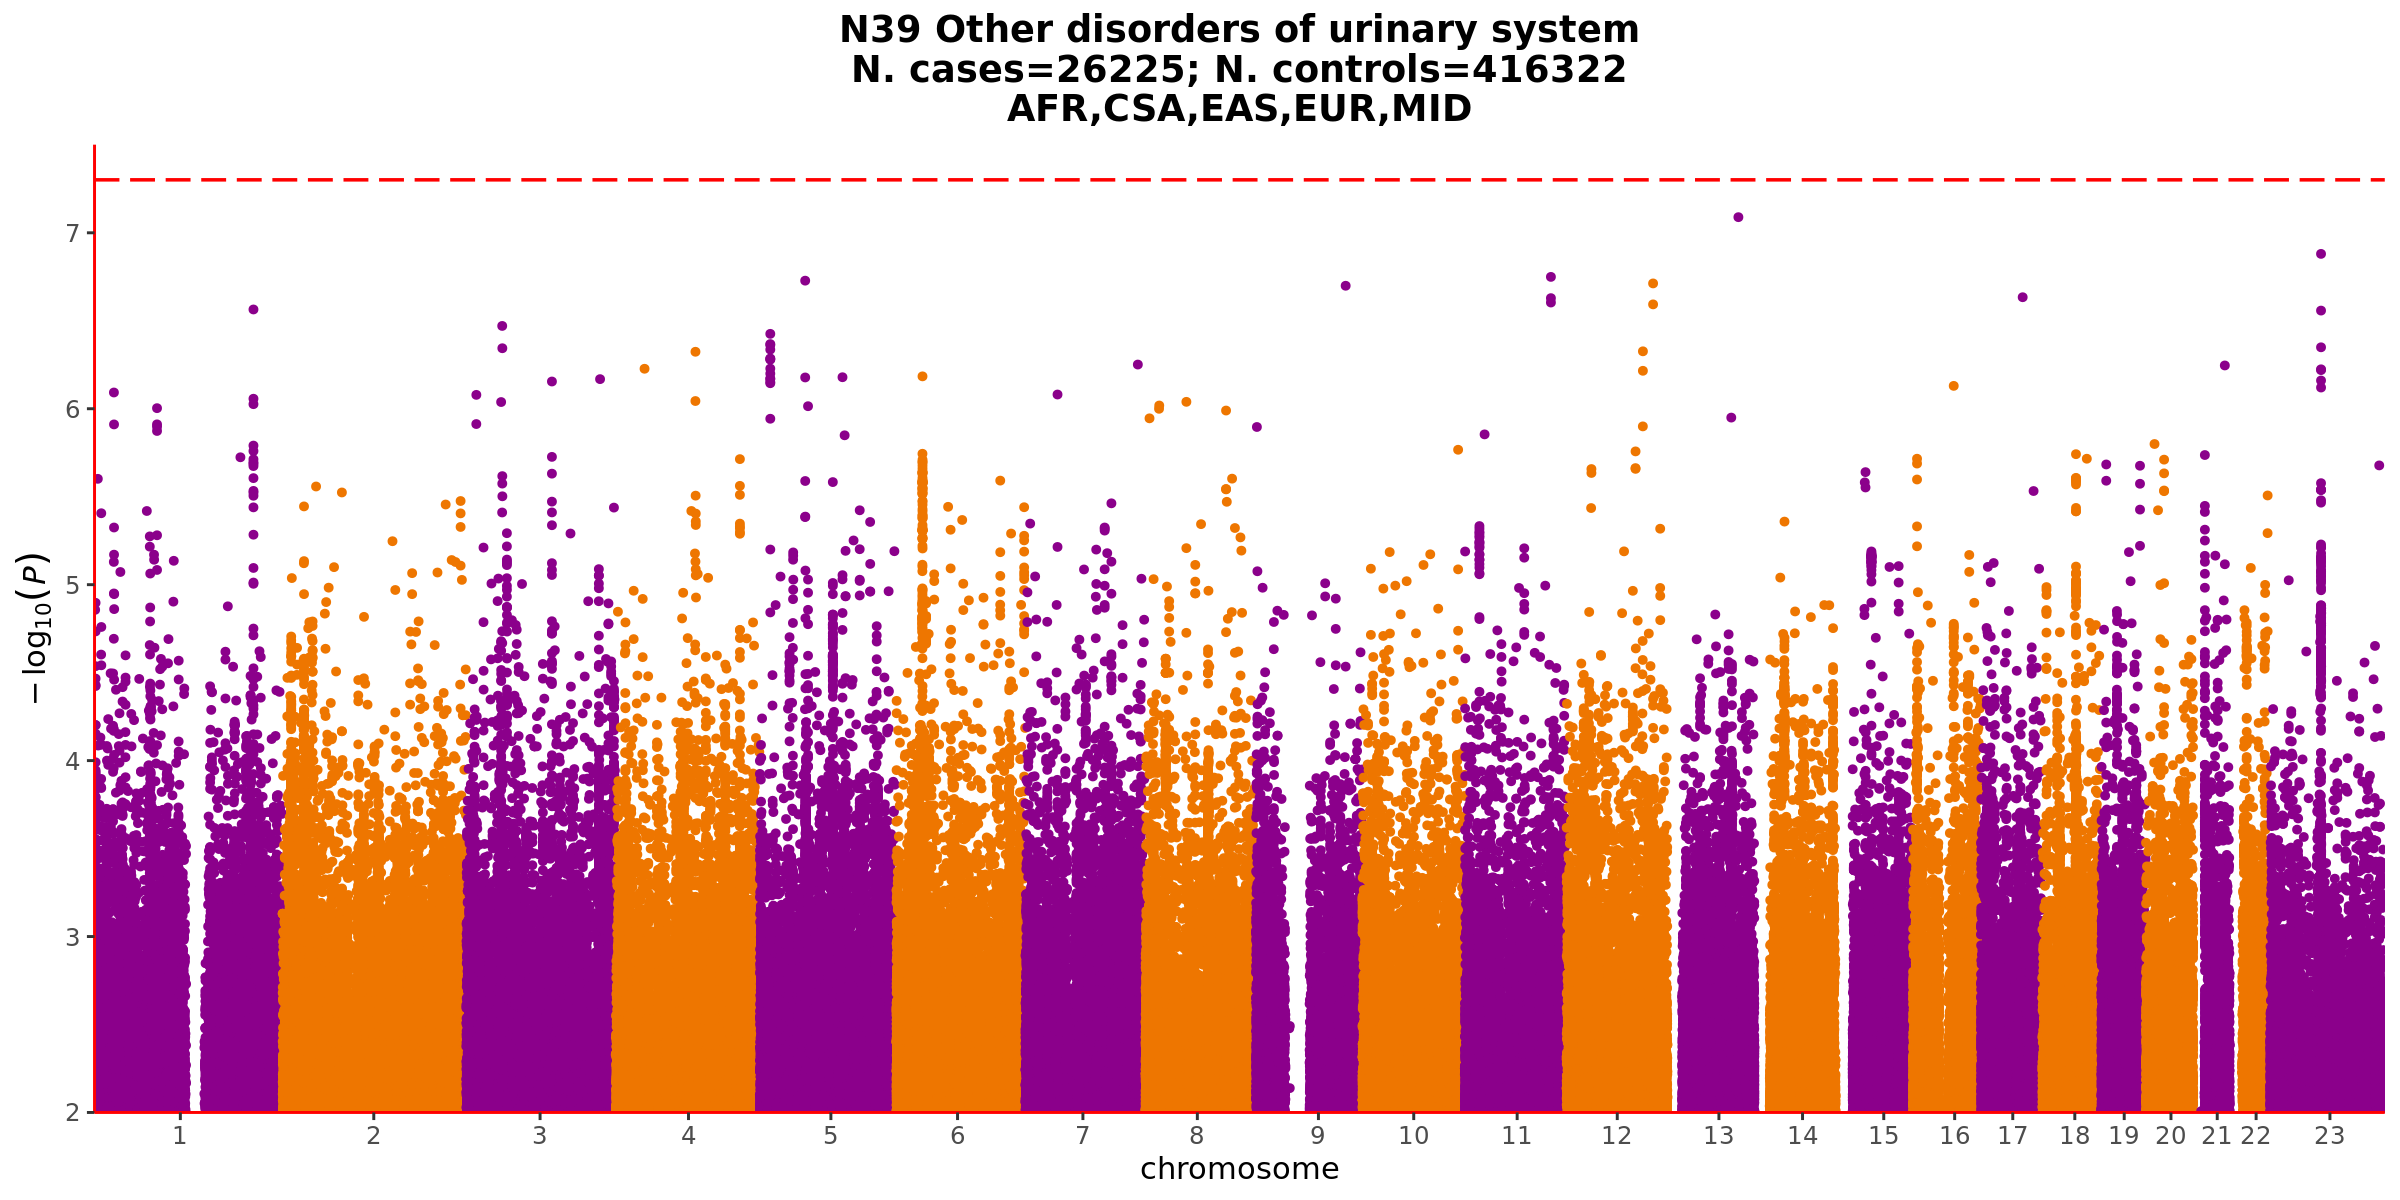 N39 Other disorders of urinary system
N. cases=26225; N. controls=416322
AFR,CSA,EAS,EUR,MID
−log10(P)
7
6
5
4
3
2
1 2 3 4 5 6 7 8 9 10 11 12 13 14 15 16 17 18 19 20 21 22 23
chromosome